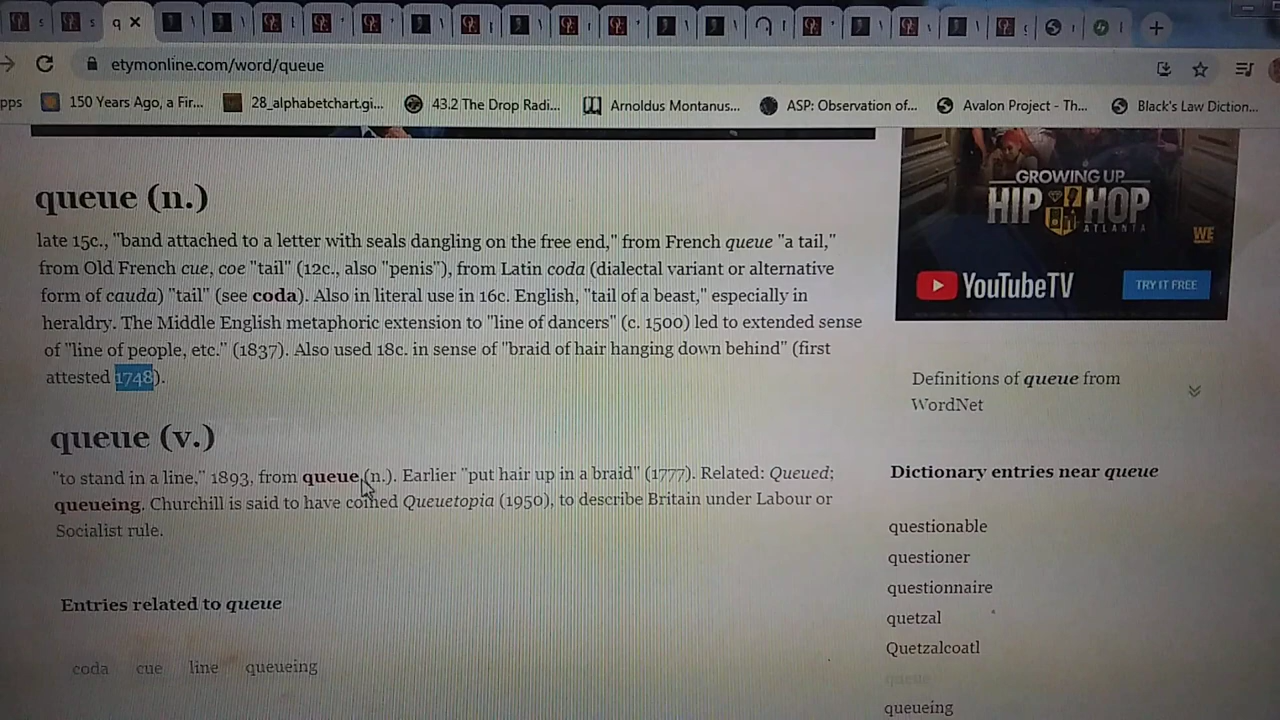 etymonline.com/word/queue
pps 150 Years Ago, a Fir... 28_alphabetchart.gi... 43.2 The Drop Radi... Arnoldus Montanus... ASP: Observation of... Avalon Project - Th... Black's Law Diction...
queue (n.)
late 15c., "band attached to a letter with seals dangling on the free end," from French queue "a tail,"
from Old French cue, coe "tail" (12c., also "penis"), from Latin coda (dialectal variant or alternative
form of cauda) "tail" (see coda). Also in literal use in 16c. English, "tail of a beast," especially in
heraldry. The Middle English metaphoric extension to "line of dancers" (c. 1500) led to extended sense
of "line of people, etc." (1837). Also used 18c. in sense of "braid of hair hanging down behind" (first
attested 1748).
queue (v.)
"to stand in a line," 1893, from queue (n.). Earlier "put hair up in a braid" (1777). Related: Queued;
queueing. Churchill is said to have coined Queuetopia (1950), to describe Britain under Labour or
Socialist rule.
Entries related to queue
coda cue line queueing
GROWING UP
HIP HOP
ATLANTA
WE
YouTubeTV TRY IT FREE
Definitions of queue from
WordNet
Dictionary entries near queue
questionable
questioner
questionnaire
quetzal
Quetzalcoatl
queue
queueing